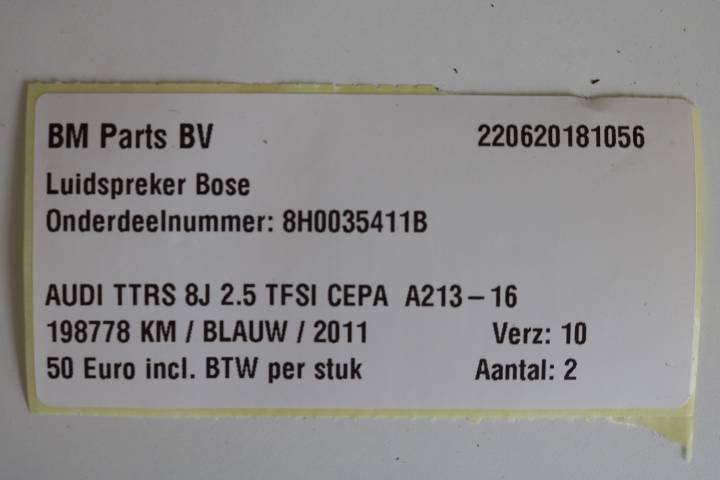 BM Parts BV 220620181056
Luidspreker Bose
Onderdeelnummer: 8H0035411B
AUDI TTRS 8J 2.5 TFSI CEPA A213-16
198778 KM / BLAUW / 2011 Verz: 10
50 Euro incl. BTW per stuk Aantal: 2